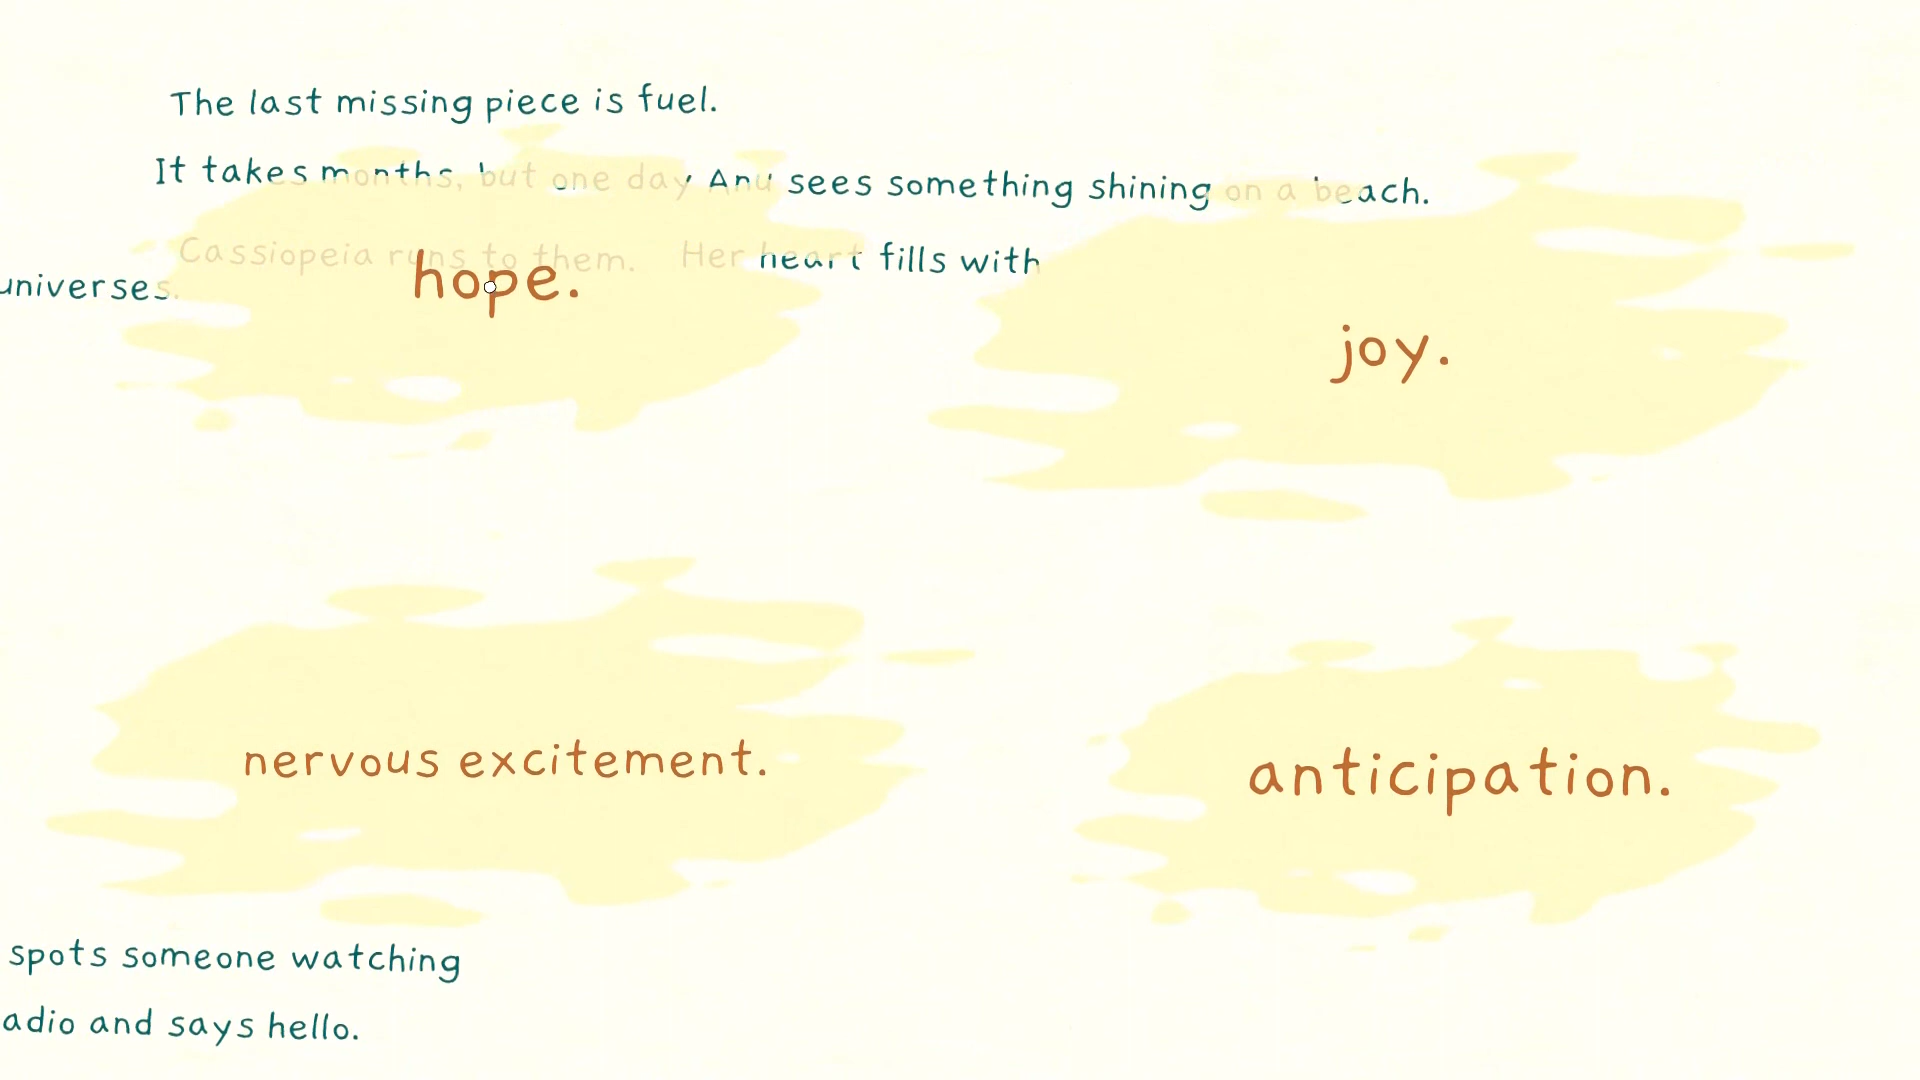 The last missing piece is fuel.
It takes months, but one day Anu sees something shining on a beach.
Cassiopeia runs to them. Her heart fills with
universes.
hope.
joy.
nervous excitement.
anticipation.
spots someone watching
adio and says hello.